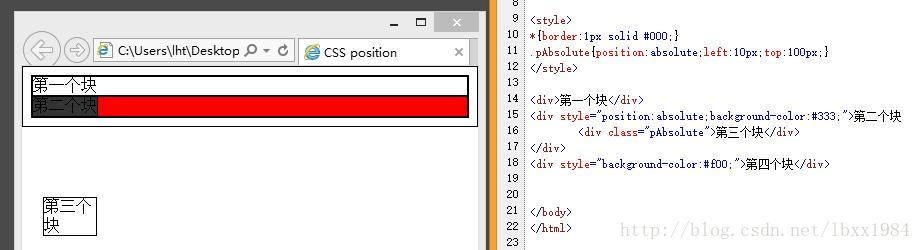 C:\Users\lht\Desktop
CSS position
第一个块
第二个块
第三个
块
8
9 <style>
10 *{border:1px solid #000;}
11 .pAbsolute{position:absolute;left:10px;top:100px;}
12 </style>
13
14 <div>第一个块</div>
15 <div style="position:absolute;background-color:#333;">第二个块
16 <div class="pAbsolute">第三个块</div>
17 </div>
18 <div style="background-color:#f00;">第四个块</div>
19
20
21 </body>
22 </html>
23
http://blog.csdn.net/lbxx1984